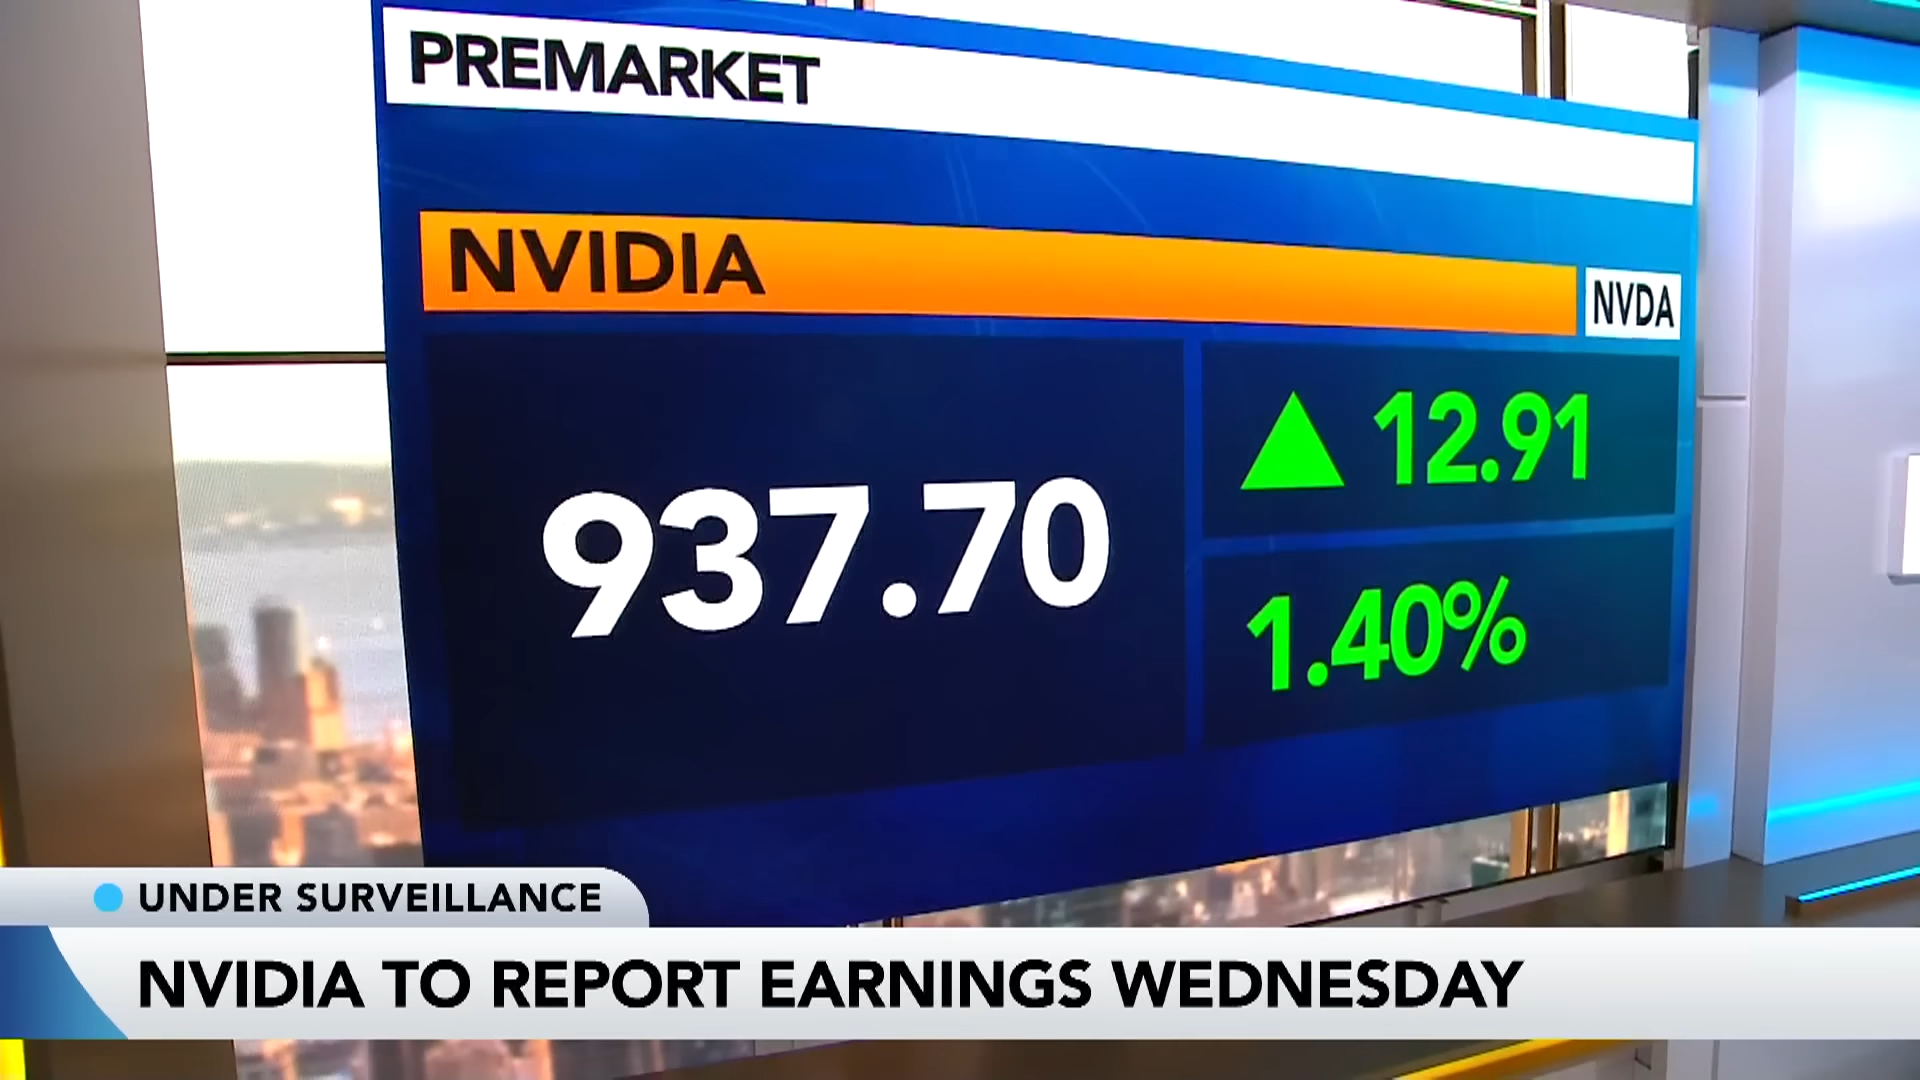 PREMARKET
NVIDIA
NVDA
937.70
▲ 12.91
1.40%
UNDER SURVEILLANCE
NVIDIA TO REPORT EARNINGS WEDNESDAY